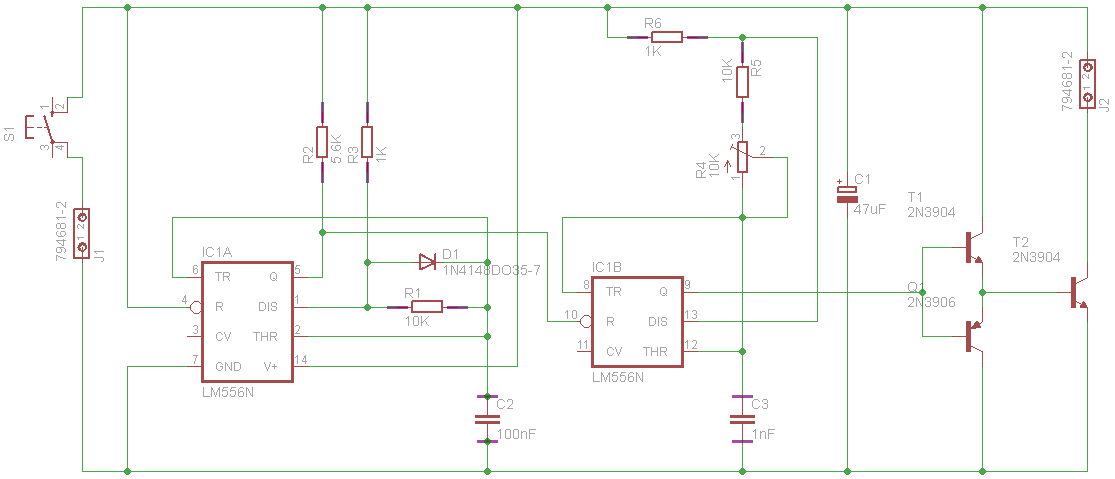 S1
1
2
3
4
794681-2
1
2
J1
R2
5.6K
R3
1K
IC1A
6
TR
Q
5
4
R
DIS
1
3
CV
THR
2
7
GND
V+
14
LM556N
D1
1N4148DO35-7
R1
10K
C2
100nF
R6
1K
10K
R5
R4
10K
3
2
1
IC1B
8
TR
Q
9
10
R
DIS
13
11
CV
THR
12
LM556N
C3
1nF
+
C1
47uF
T1
2N3904
Q1
2N3906
T2
2N3904
794681-2
1
2
J2